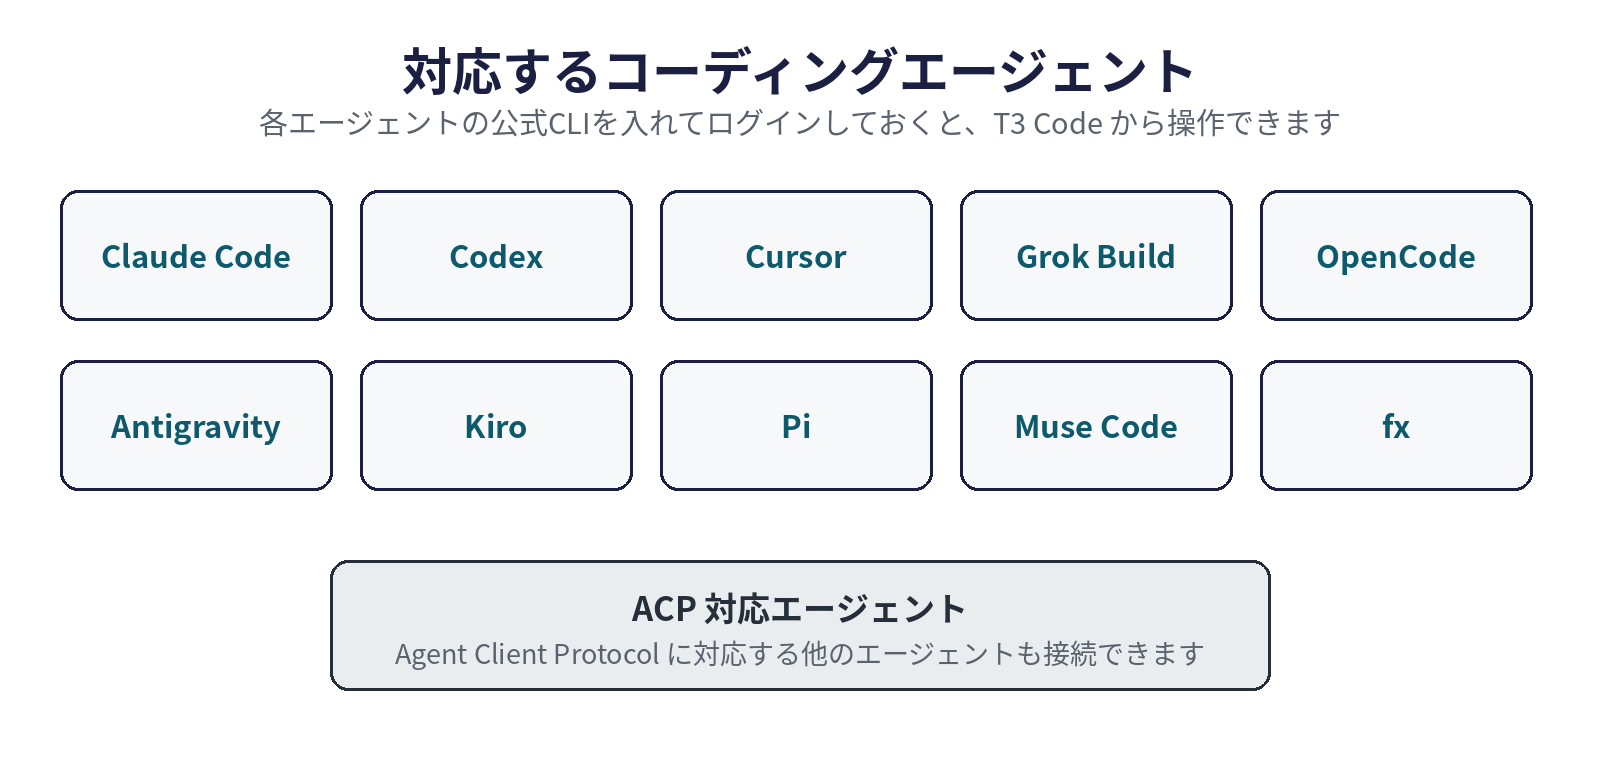 対応するコーディングエージェント
各エージェントの公式CLIを入れてログインしておくと、T3 Code から操作できます
Claude Code
Codex
Cursor
Grok Build
OpenCode
Antigravity
Kiro
Pi
Muse Code
fx
ACP 対応エージェント
Agent Client Protocol に対応する他のエージェントも接続できます